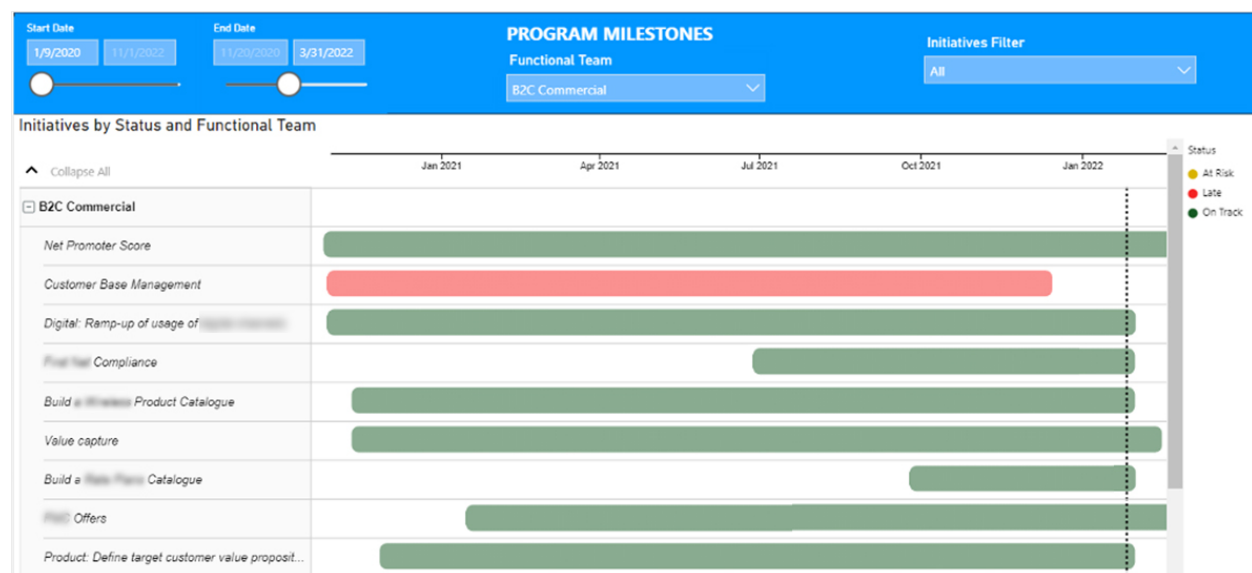 Start Date
End Date
1/9/2020
11/1/2022
11/20/2020
3/31/2022
PROGRAM MILESTONES
Functional Team
B2C Commercial
Initiatives Filter
All
Initiatives by Status and Functional Team
Collapse All
Jan 2021
Apr 2021
Jul 2021
Oct 2021
Jan 2022
Status
At Risk
Late
On Track
B2C Commercial
Net Promoter Score
Customer Base Management
Digital: Ramp-up of usage of
Compliance
Build Product Catalogue
Value capture
Build a Catalogue
Offers
Product: Define target customer value proposit...